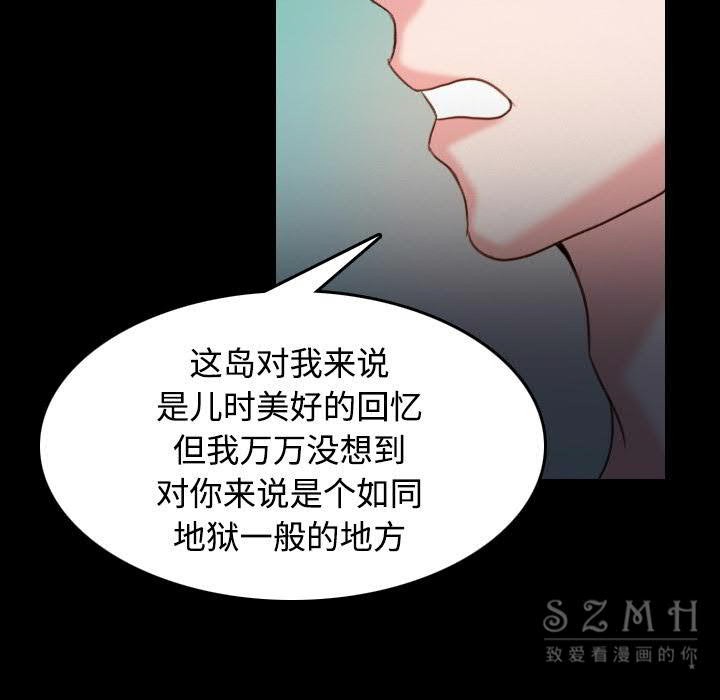 这岛对我来说
是儿时美好的回忆
但我万万没想到
对你来说是个如同
地狱一般的地方
SZMH
致爱看漫画的你